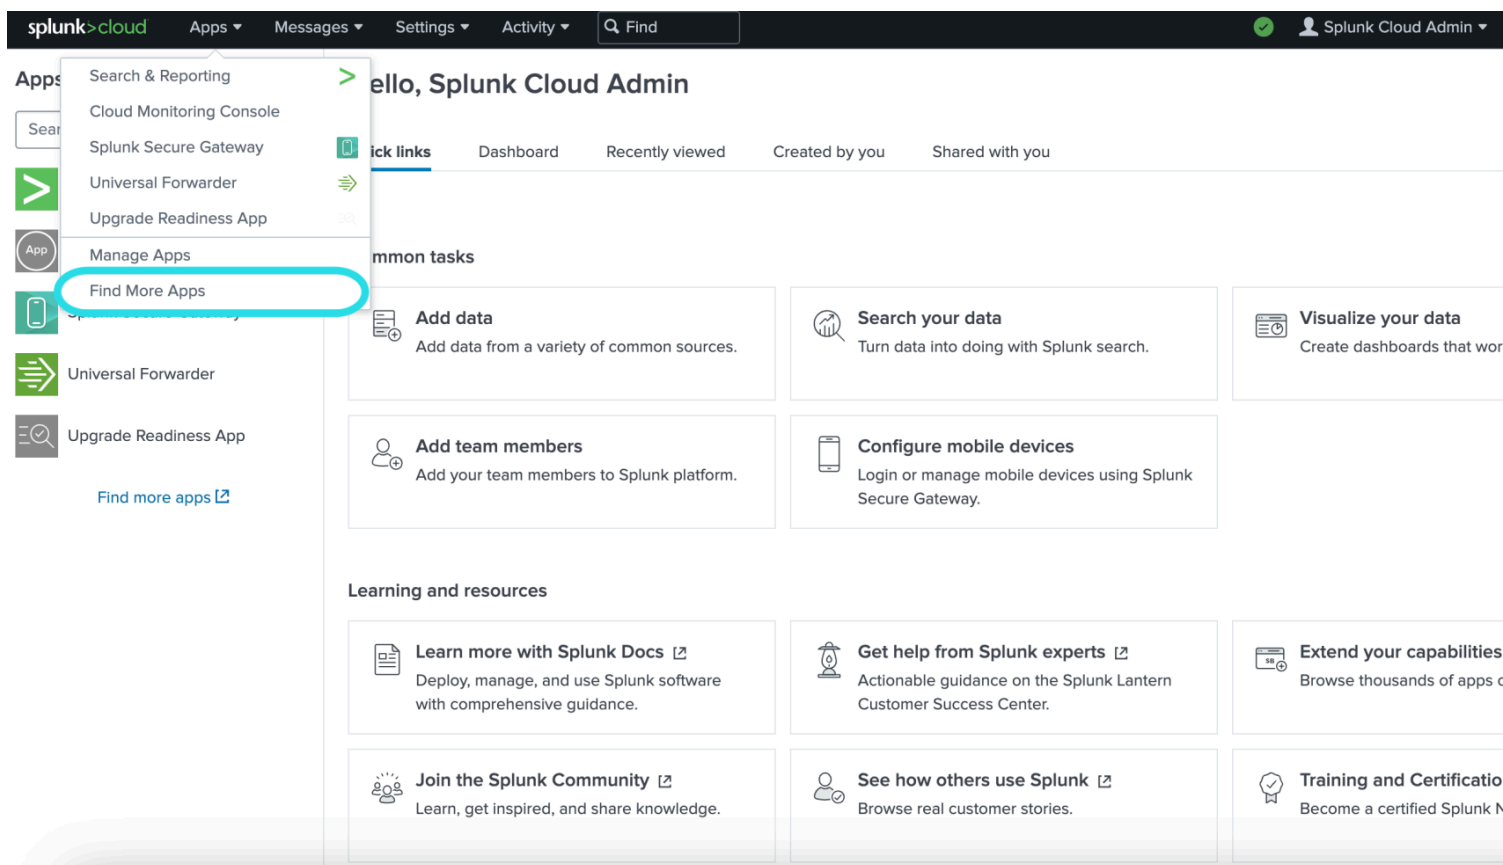 splunk>cloud Apps Messages Settings Activity Find Splunk Cloud Admin
Apps
Search & Reporting
Cloud Monitoring Console
Splunk Secure Gateway
Universal Forwarder
Upgrade Readiness App
Manage Apps
Find More Apps
App
Universal Forwarder
Upgrade Readiness App
Find more apps
ello, Splunk Cloud Admin
ick links Dashboard Recently viewed Created by you Shared with you
mmon tasks
Add data
Add data from a variety of common sources.
Search your data
Turn data into doing with Splunk search.
Visualize your data
Create dashboards that wor
Add team members
Add your team members to Splunk platform.
Configure mobile devices
Login or manage mobile devices using Splunk
Secure Gateway.
Learning and resources
Learn more with Splunk Docs
Deploy, manage, and use Splunk software
with comprehensive guidance.
Get help from Splunk experts
Actionable guidance on the Splunk Lantern
Customer Success Center.
SB
Extend your capabilities
Browse thousands of apps
Join the Splunk Community
Learn, get inspired, and share knowledge.
See how others use Splunk
Browse real customer stories.
Training and Certificatio
Become a certified Splunk N